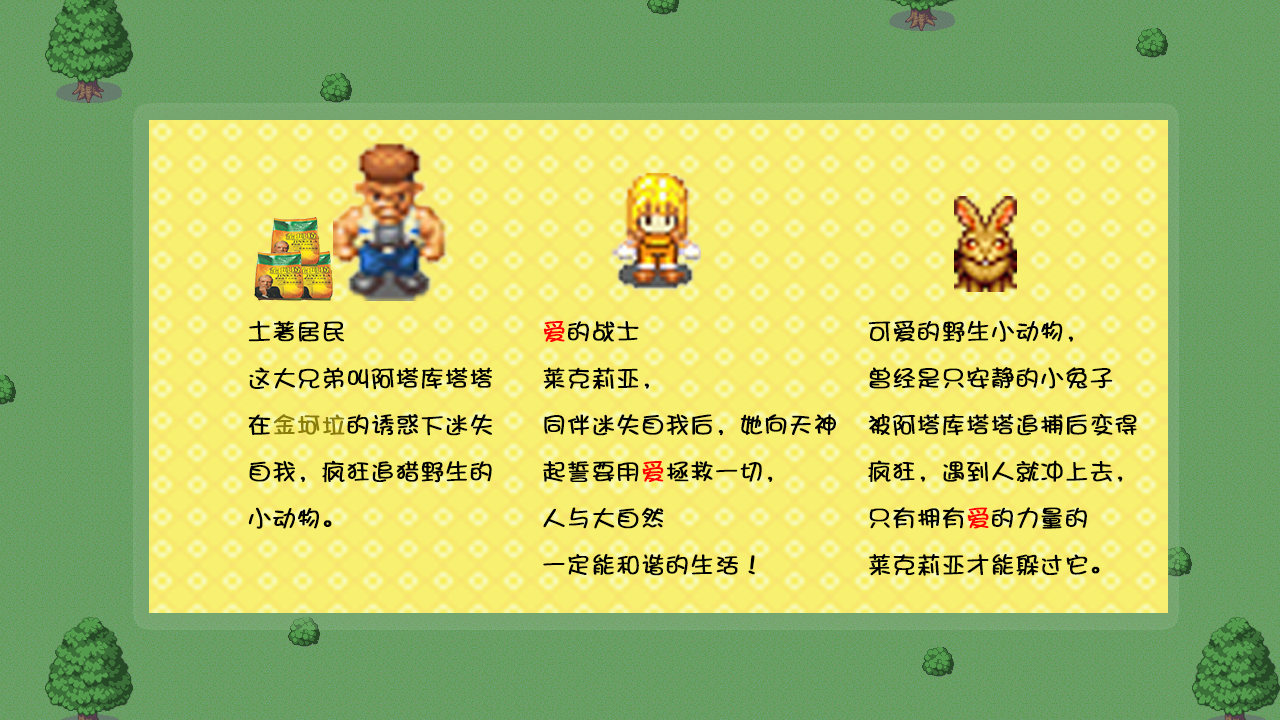 土著居民
这大兄弟叫阿塔库塔塔
在金坷垃的诱惑下迷失
自我，疯狂追猎野生的
小动物。
爱的战士
莱克莉亚，
同伴迷失自我后，她向天神
起誓要用爱拯救一切，
人与大自然
一定能和谐的生活！
可爱的野生小动物，
曾经是只安静的小兔子
被阿塔库塔塔追捕后变得
疯狂，遇到人就冲上去，
只有拥有爱的力量的
莱克莉亚才能躲过它。